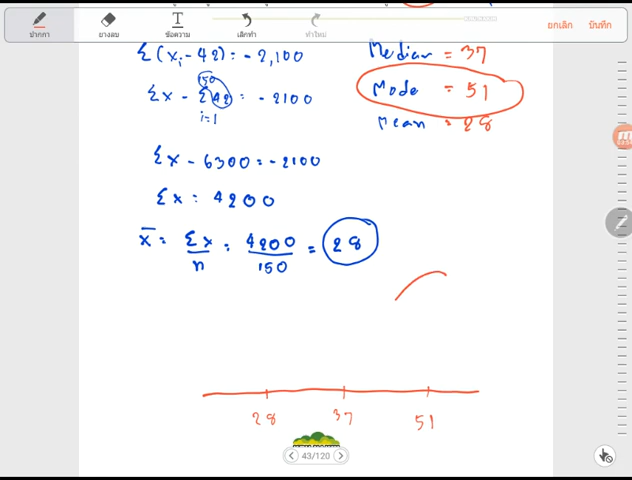 ปากกา
ยางลบ
ข้อความ
เลิกทำ
ทำใหม่
ยกเลิก
บันทึก
Σ(xᵢ-42) = -2,100
Median = 37
150
Σx - Σ42 = -2100
i=1
Mode = 51
Mean = 28
Σx - 6300 = -2100
Σx = 4200
x̄ = Σx/n = 4200/150 = 28
28 37 51
43/120